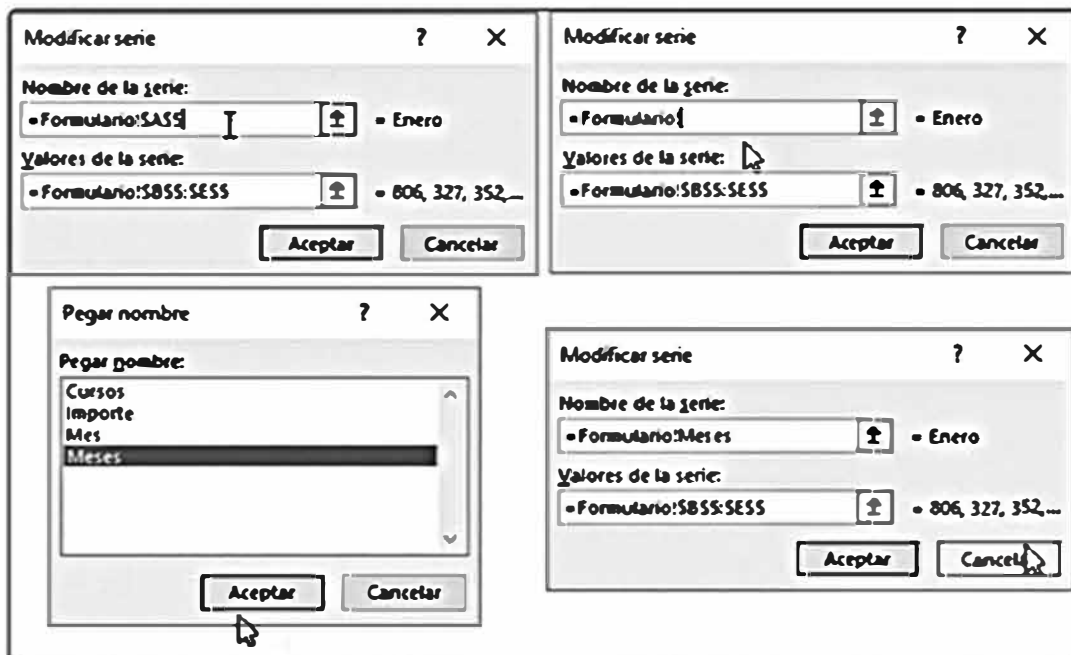 Modificar serie ? ✕
Nombre de la serie:
=Formulario!$A$5 = Enero
Valores de la serie:
=Formulario!$B$5:$E$5 = 806, 327, 352,...
Aceptar Cancelar
Modificar serie ? ✕
Nombre de la serie:
=Formulario! = Enero
Valores de la serie:
=Formulario!$B$5:$E$5 = 806, 327, 352,...
Aceptar Cancelar
Pegar nombre ? ✕
Pegar nombre:
Cursos
Importe
Mes
Meses
Aceptar Cancelar
Modificar serie ? ✕
Nombre de la serie:
=Formulario!Meses = Enero
Valores de la serie:
=Formulario!$B$5:$E$5 = 806, 327, 352,...
Aceptar Cancelar